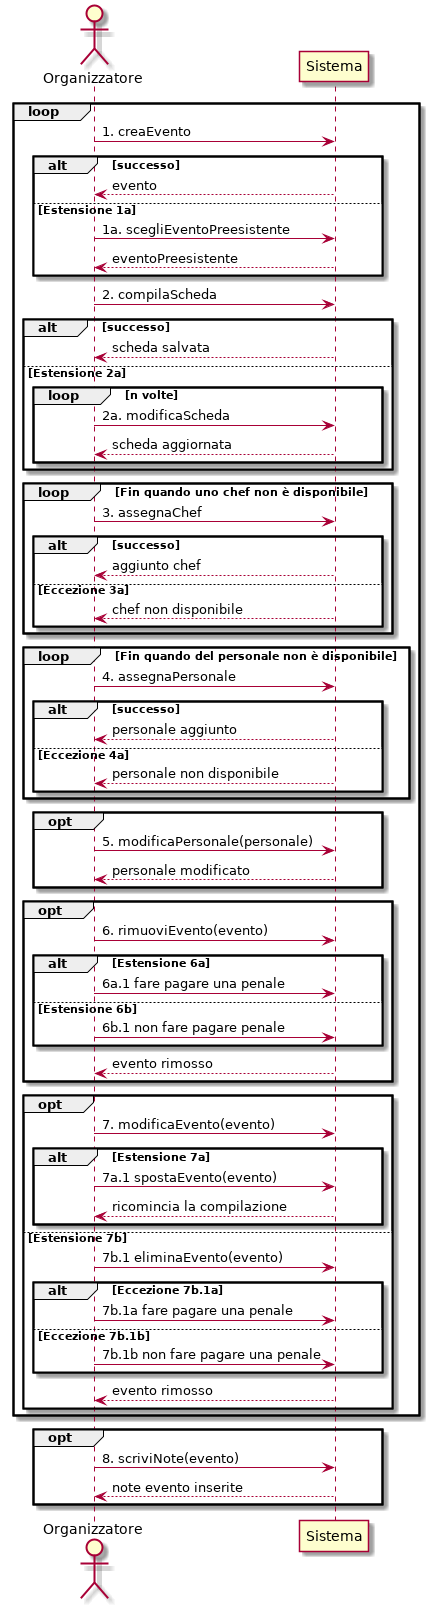 Organizzatore
Sistema
loop
1. creaEvento
alt [successo]
evento
[Estensione 1a]
1a. scegliEventoPreesistente
eventoPreesistente
2. compilaScheda
alt [successo]
scheda salvata
[Estensione 2a]
loop [n volte]
2a. modificaScheda
scheda aggiornata
loop [Fin quando uno chef non è disponibile]
3. assegnaChef
alt [successo]
aggiunto chef
[Eccezione 3a]
chef non disponibile
loop [Fin quando del personale non è disponibile]
4. assegnaPersonale
alt [successo]
personale aggiunto
[Eccezione 4a]
personale non disponibile
opt
5. modificaPersonale(personale)
personale modificato
opt
6. rimuoviEvento(evento)
alt [Estensione 6a]
6a.1 fare pagare una penale
[Estensione 6b]
6b.1 non fare pagare penale
evento rimosso
opt
7. modificaEvento(evento)
alt [Estensione 7a]
7a.1 spostaEvento(evento)
ricomincia la compilazione
[Estensione 7b]
7b.1 eliminaEvento(evento)
alt [Eccezione 7b.1a]
7b.1a fare pagare una penale
[Eccezione 7b.1b]
7b.1b non fare pagare una penale
evento rimosso
opt
8. scriviNote(evento)
note evento inserite
Organizzatore
Sistema